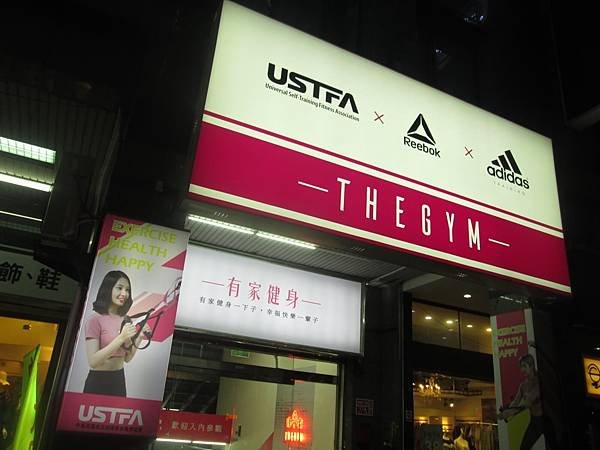 USTFA
Universal Self-Training Fitness Association
×
Reebok
×
adidas
TRAINING
—THEGYM—
—有家健身—
有家健身一下子，幸福快樂一輩子
EXERCISE
HEALTH
HAPPY
USTFA
飾、鞋
歡迎入內參觀
EXERCISE
HEALTH
HAPPY